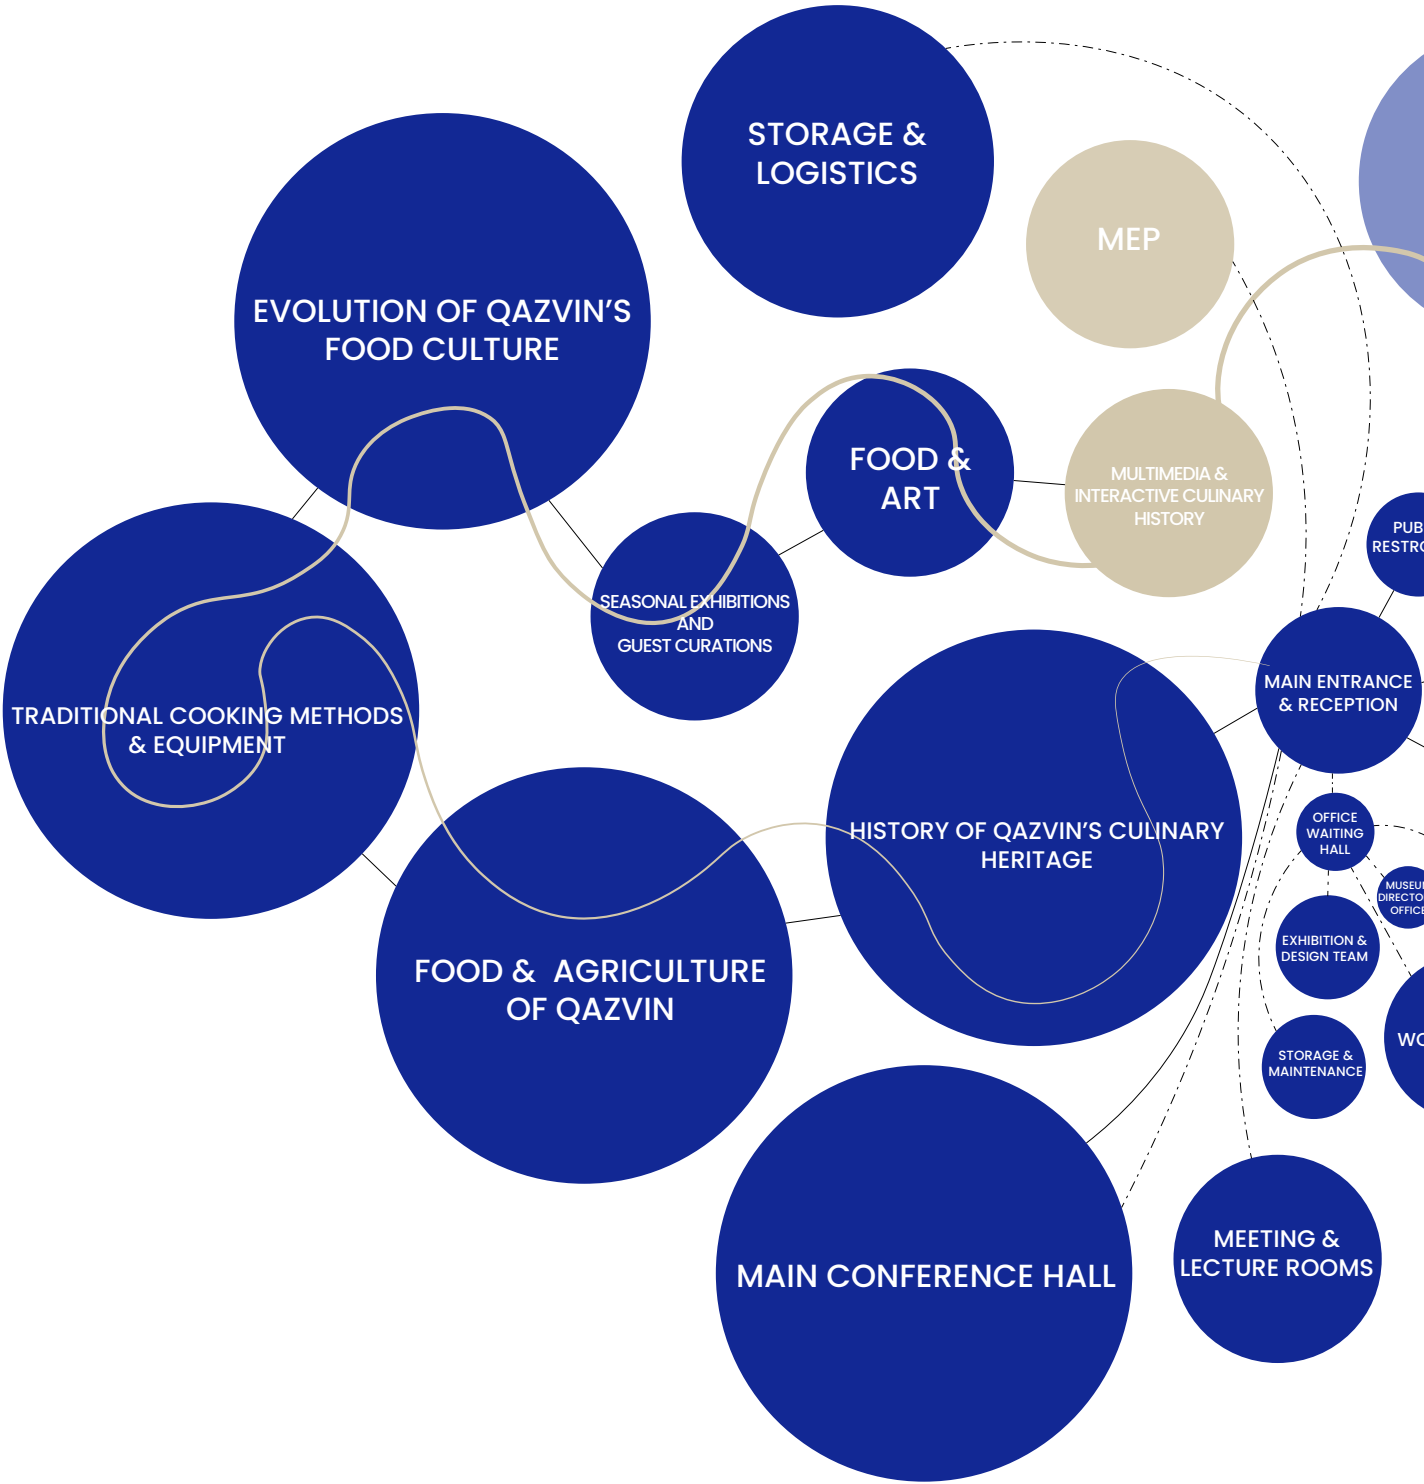 STORAGE &
LOGISTICS
MEP
EVOLUTION OF QAZVIN'S
FOOD CULTURE
FOOD &
ART
MULTIMEDIA &
INTERACTIVE CULINARY
HISTORY
SEASONAL EXHIBITIONS
AND
GUEST CURATIONS
TRADITIONAL COOKING METHODS
& EQUIPMENT
MAIN ENTRANCE
& RECEPTION
HISTORY OF QAZVIN'S CULINARY
HERITAGE
OFFICE
WAITING
HALL
EXHIBITION &
DESIGN TEAM
FOOD & AGRICULTURE
OF QAZVIN
STORAGE &
MAINTENANCE
MAIN CONFERENCE HALL
MEETING &
LECTURE ROOMS